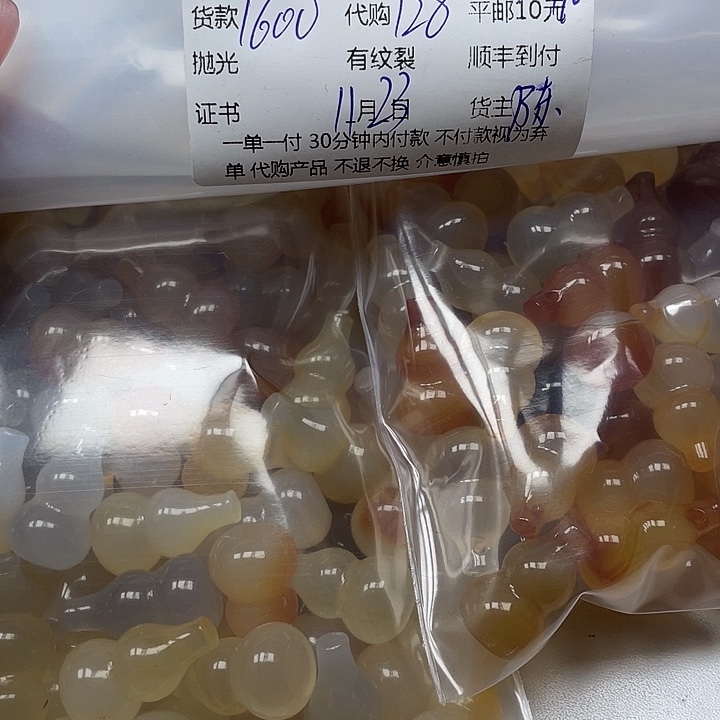 货款1600 代购128 平邮10元
抛光 有纹裂 顺丰到付
证书 11月23日 货主
一单一付 30分钟内付款 不付款视为弃
单 代购产品 不退不换 介意慎拍